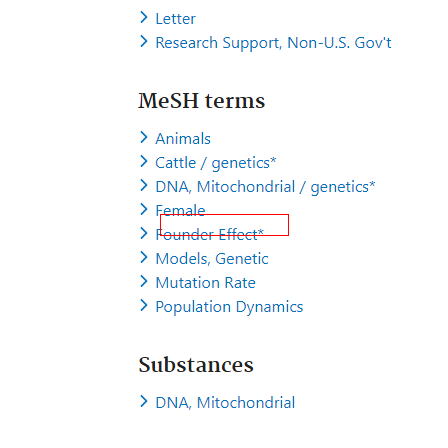 Letter
Research Support, Non-U.S. Gov't
MeSH terms
Animals
Cattle / genetics*
DNA, Mitochondrial / genetics*
Female
Founder Effect*
Models, Genetic
Mutation Rate
Population Dynamics
Substances
DNA, Mitochondrial